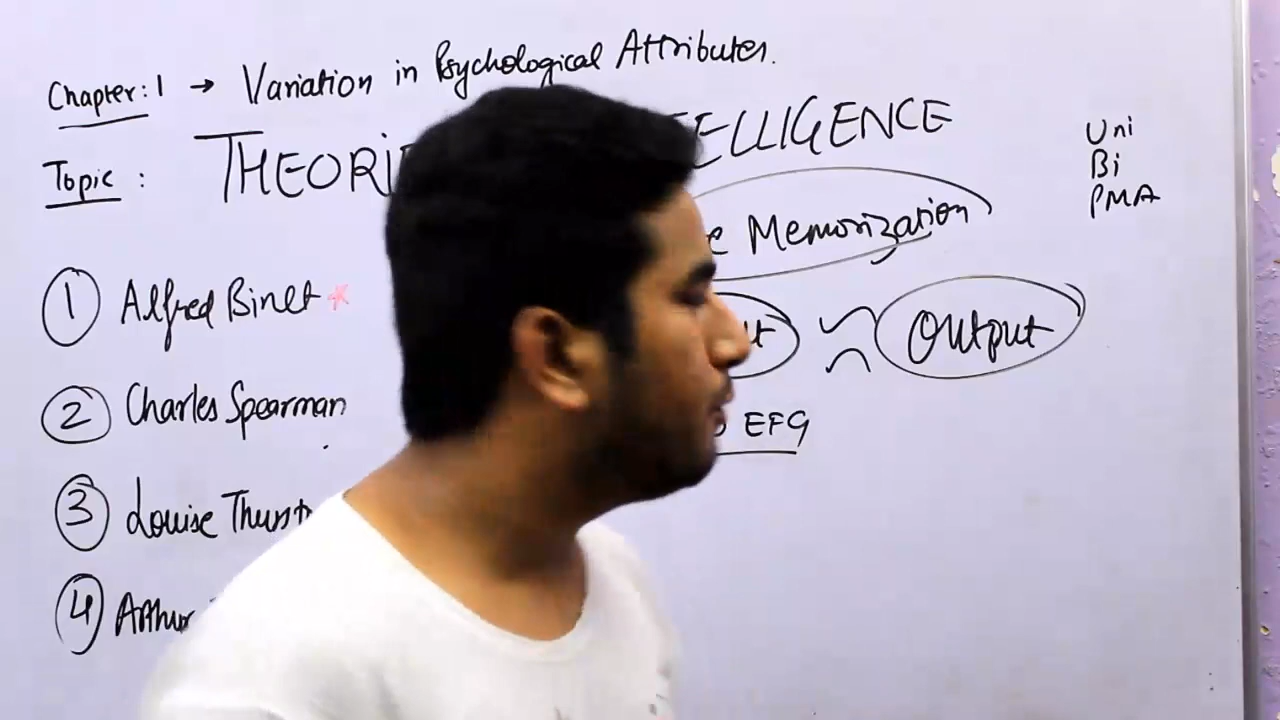 Chapter: 1 → Variation in Psychological Attributes.
Topic : THEORI ELLIGENCE
Uni
Bi
PMA
Memorization
1 Alfred Binet *
Output
2 Charles Spearman
EFG
3 Louise Thurst
4 Arthur